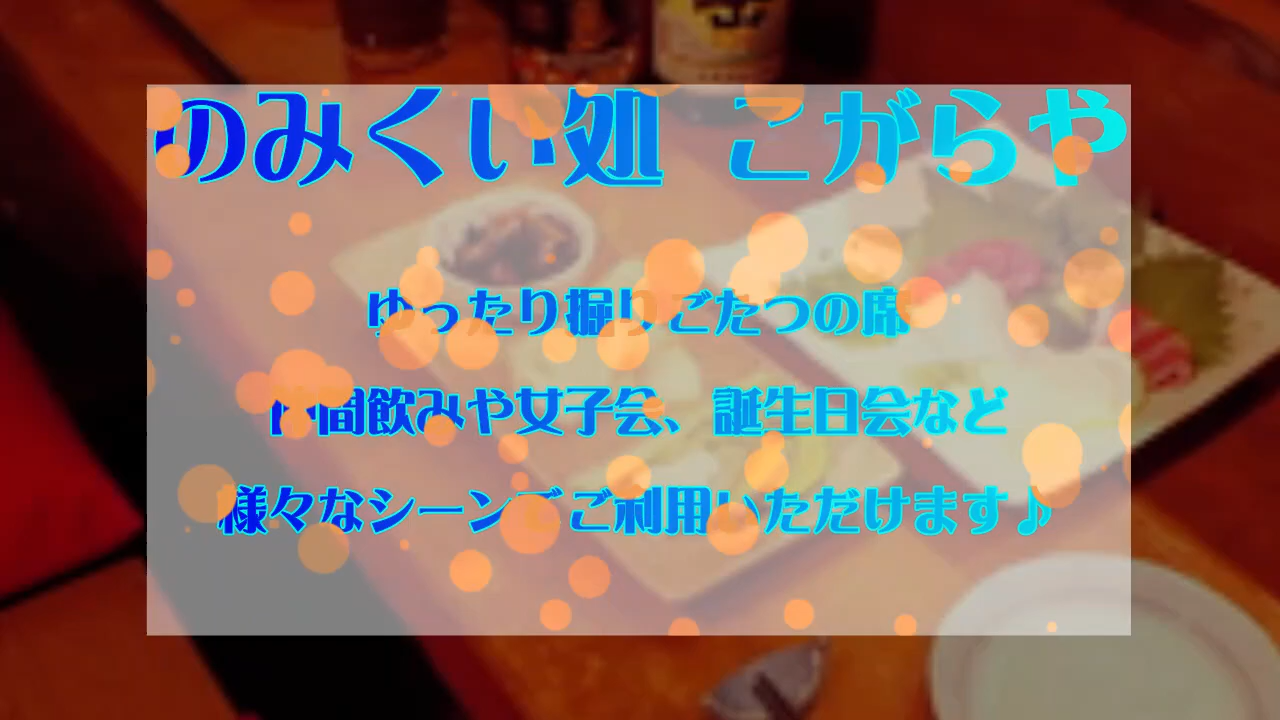 のみくい処 こがらや
ゆったり掘りごたつの席
仲間飲みや女子会、誕生日会など
様々なシーンでご利用いただけます♪